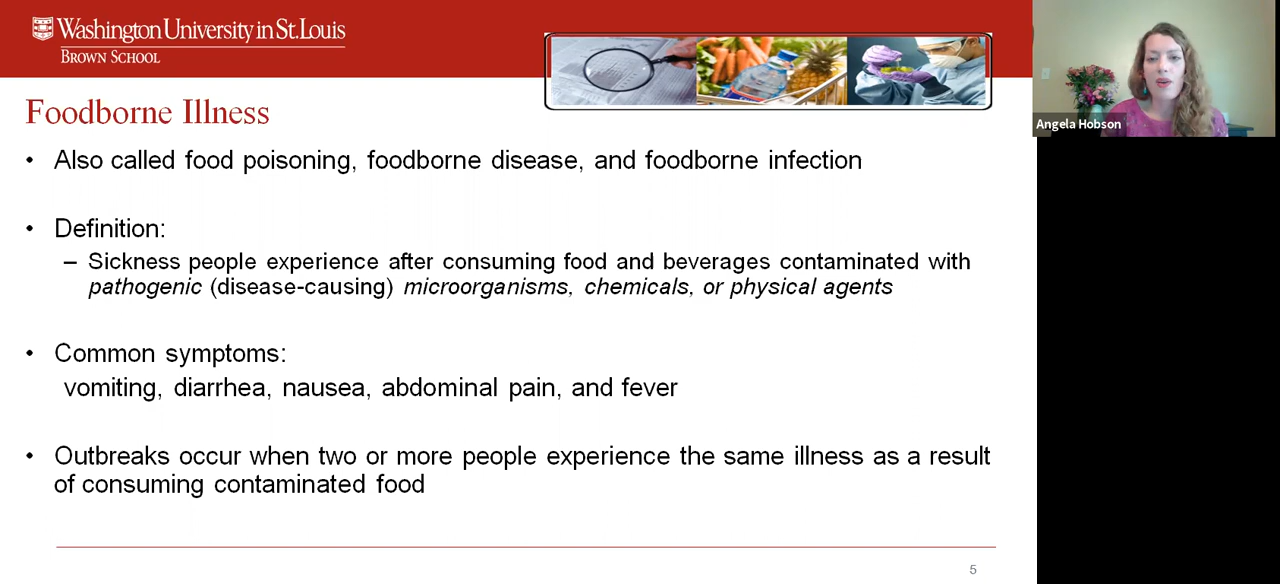 Washington University in St. Louis
BROWN SCHOOL
Angela Hobson
Foodborne Illness
• Also called food poisoning, foodborne disease, and foodborne infection
• Definition:
– Sickness people experience after consuming food and beverages contaminated with
pathogenic (disease-causing) microorganisms, chemicals, or physical agents
• Common symptoms:
vomiting, diarrhea, nausea, abdominal pain, and fever
• Outbreaks occur when two or more people experience the same illness as a result
of consuming contaminated food
5